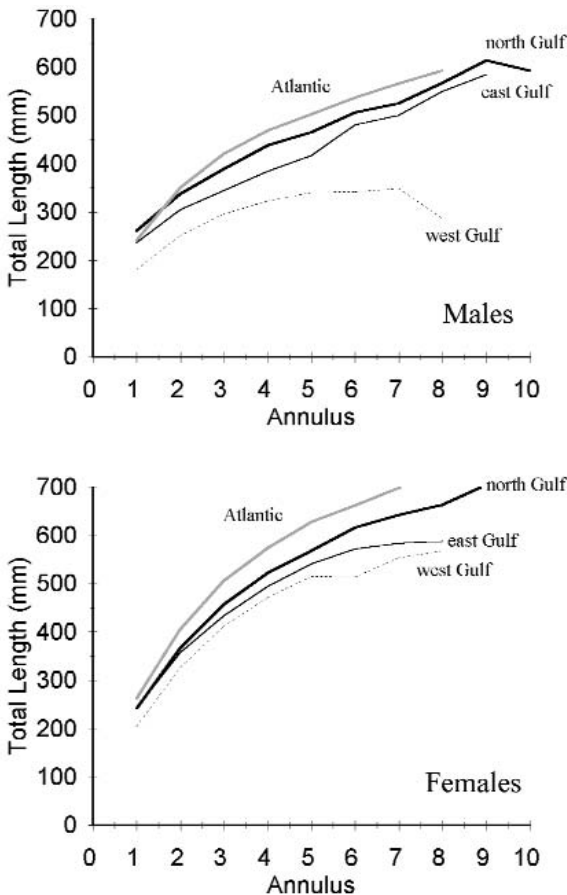 Total Length (mm)
700
600
500
400
300
200
100
0
north Gulf
Atlantic
east Gulf
west Gulf
Males
0 1 2 3 4 5 6 7 8 9 10
Annulus
Total Length (mm)
700
600
500
400
300
200
100
0
north Gulf
Atlantic
east Gulf
west Gulf
Females
0 1 2 3 4 5 6 7 8 9 10
Annulus